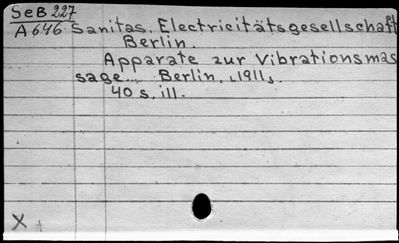 SeB 227
A 646 Sanitas. Electricitätsgesellschaft
Berlin.
Apparate zur Vibrationsmas
sage... Berlin, [1911].
40 s. ill.
X +